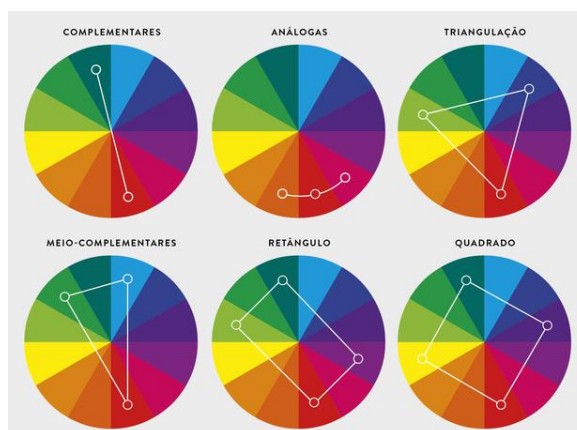 COMPLEMENTARES
ANÁLOGAS
TRIANGULAÇÃO
MEIO-COMPLEMENTARES
RETÂNGULO
QUADRADO